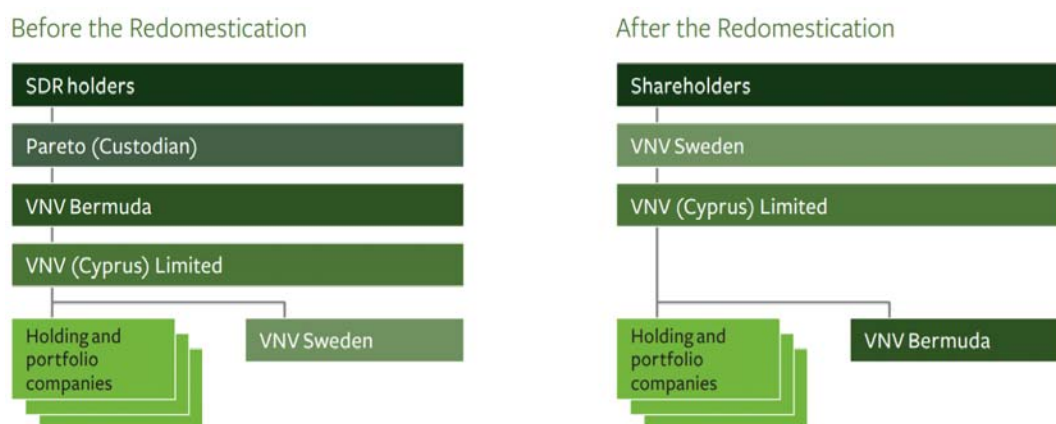 Before the Redomestication
SDR holders
Pareto (Custodian)
VNV Bermuda
VNV (Cyprus) Limited
Holding and
portfolio
companies
VNV Sweden
After the Redomestication
Shareholders
VNV Sweden
VNV (Cyprus) Limited
Holding and
portfolio
companies
VNV Bermuda